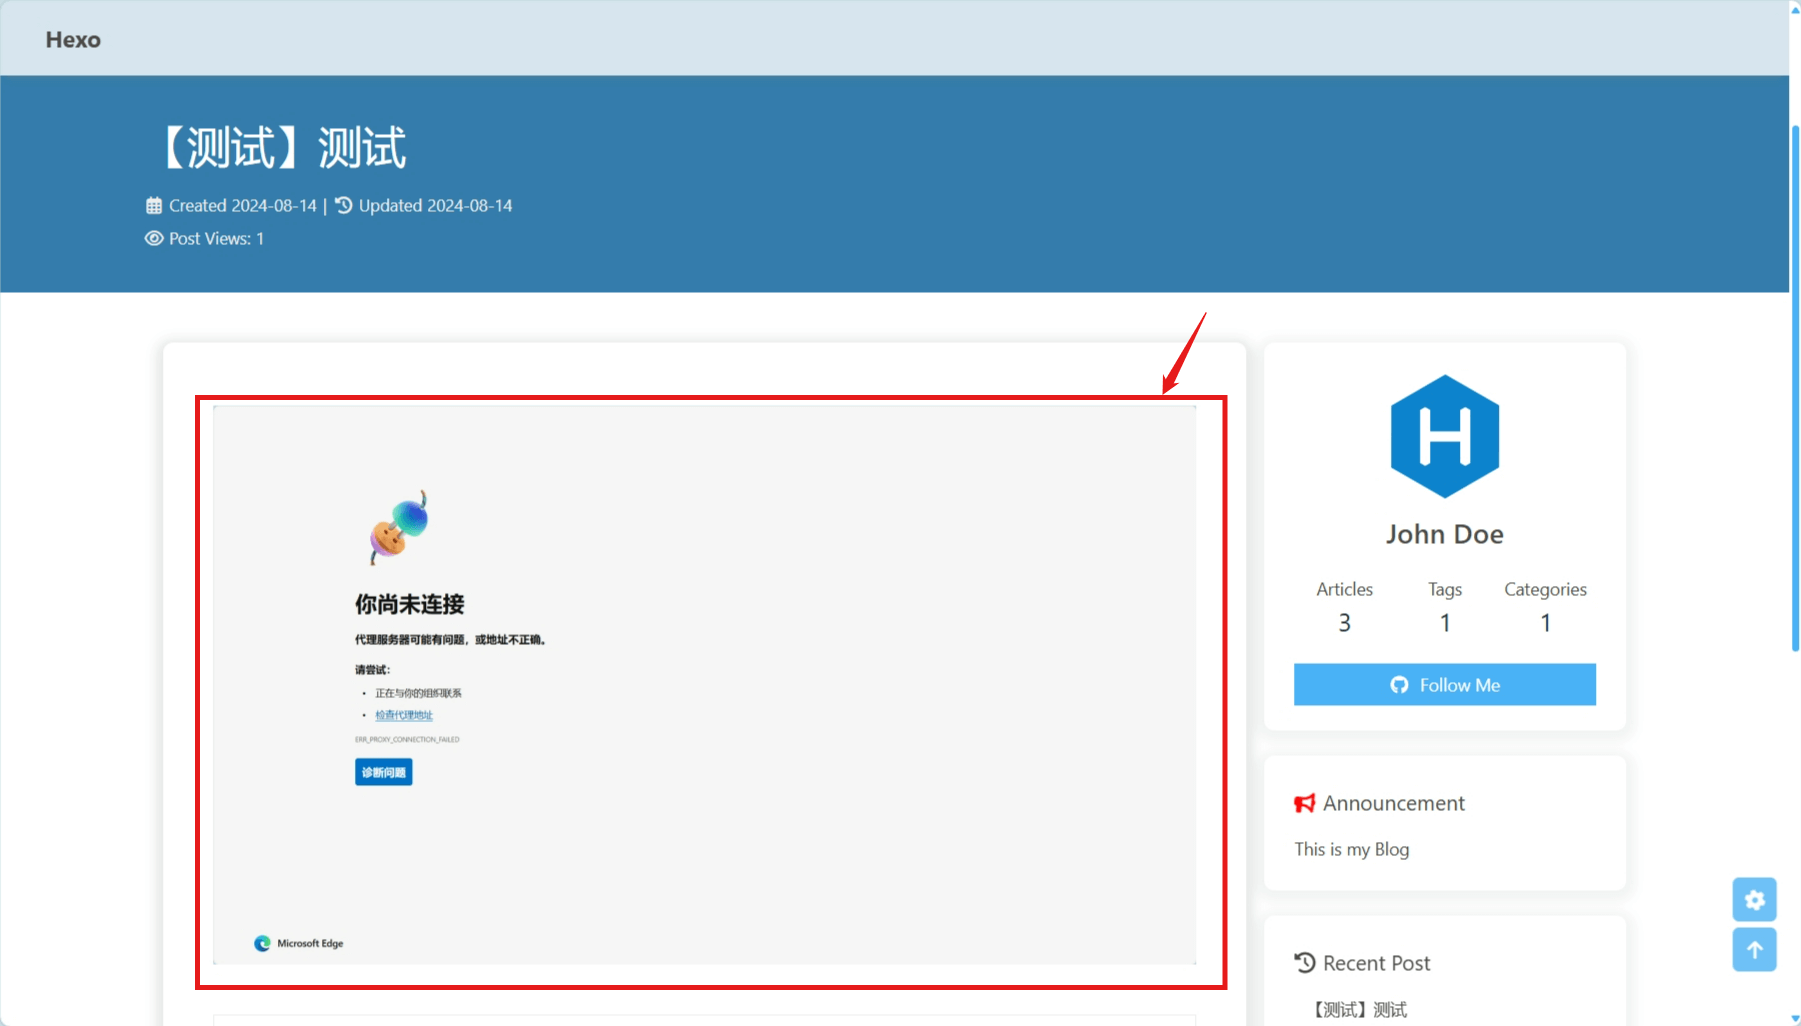 Hexo
【测试】测试
Created 2024-08-14 | Updated 2024-08-14
Post Views: 1
你尚未连接
代理服务器可能有问题，或地址不正确。
请尝试：
• 正在与你的组织联系
• 检查代理地址
ERR_PROXY_CONNECTION_FAILED
诊断问题
Microsoft Edge
John Doe
Articles Tags Categories
3 1 1
Follow Me
Announcement
This is my Blog
Recent Post
【测试】测试